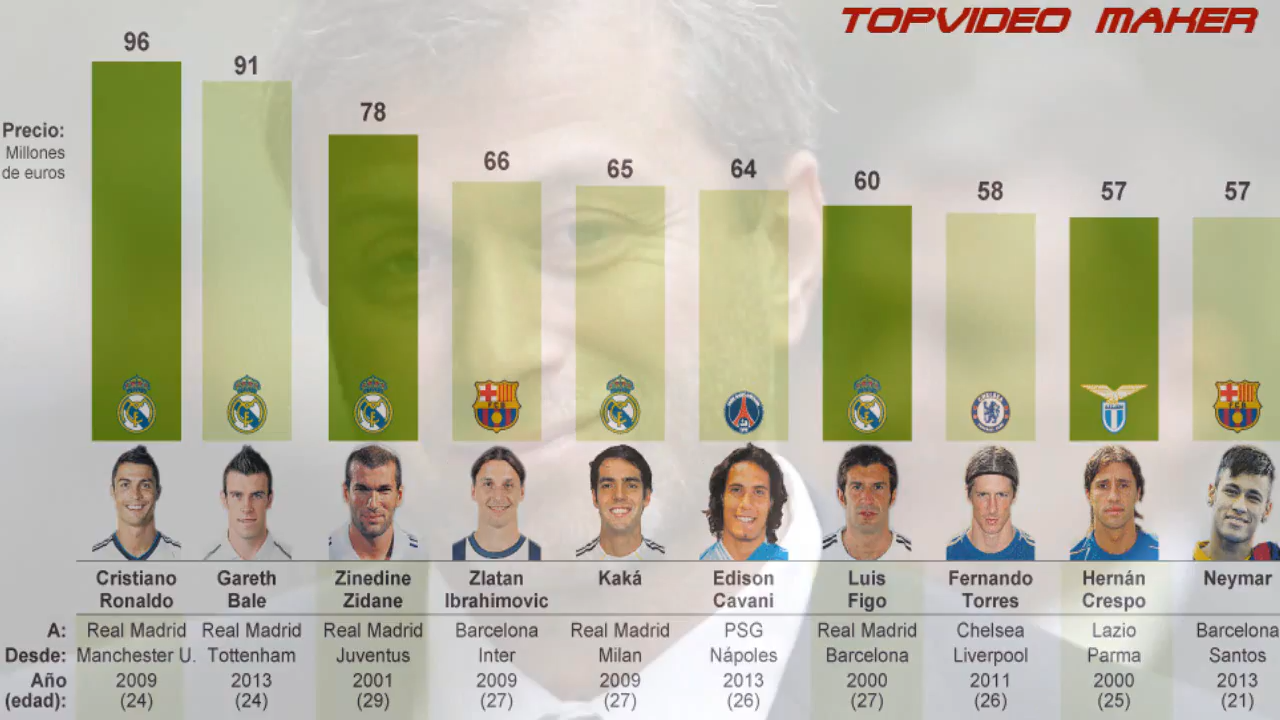 TOPVIDEO MAKER
96
91
78
66
65
64
60
58
57
57
Precio:
Millones
de euros
Cristiano
Ronaldo
Gareth
Bale
Zinedine
Zidane
Zlatan
Ibrahimovic
Kaká
Edison
Cavani
Luis
Figo
Fernando
Torres
Hernán
Crespo
Neymar
A: Real Madrid Real Madrid Real Madrid Barcelona Real Madrid PSG Real Madrid Chelsea Lazio Barcelona
Desde: Manchester U. Tottenham Juventus Inter Milan Nápoles Barcelona Liverpool Parma Santos
Año 2009 2013 2001 2009 2009 2013 2000 2011 2000 2013
(edad): (24) (24) (29) (27) (27) (26) (27) (26) (25) (21)